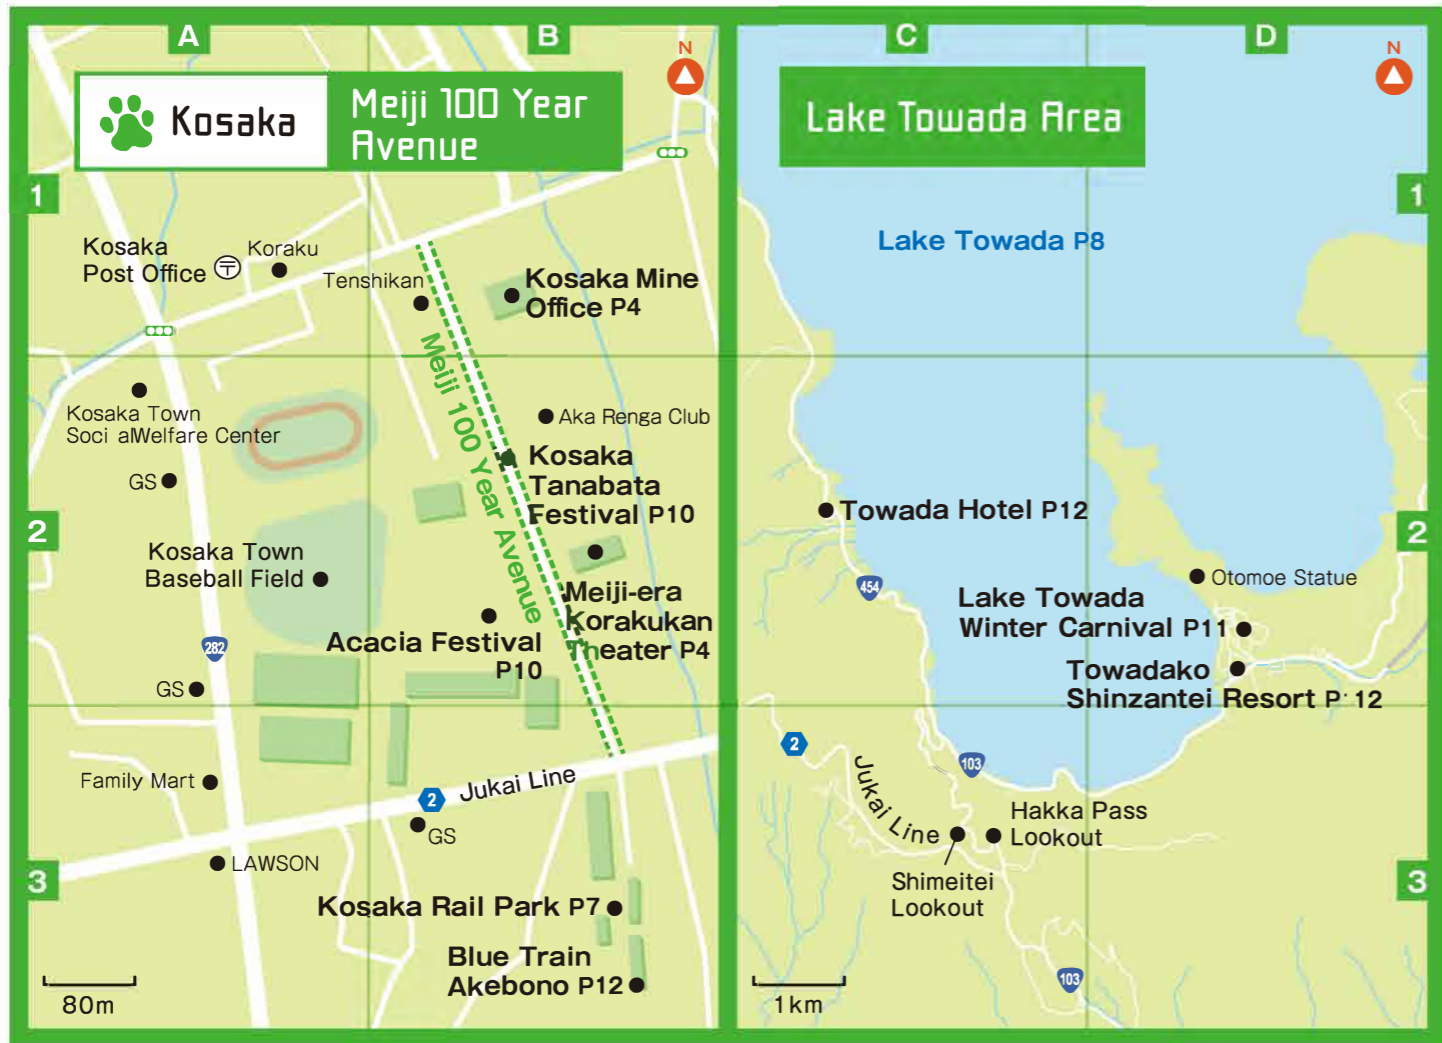 A
B
N
Kosaka
Meiji 100 Year
Avenue
1
Kosaka
Post Office
〒
Koraku
Tenshikan
Kosaka Mine
Office P4
Meiji 100 Year Avenue
Kosaka Town
Soci alWelfare Center
Aka Renga Club
GS
Kosaka
Tanabata
Festival P10
2
Kosaka Town
Baseball Field
Meiji-era
Korakukan
Theater P4
Acacia Festival
P10
282
GS
Family Mart
2
Jukai Line
GS
LAWSON
3
Kosaka Rail Park P7
Blue Train
Akebono P12
80m
C
D
N
Lake Towada Area
1
Lake Towada P8
Towada Hotel P12
2
454
Otomoe Statue
Lake Towada
Winter Carnival P11
Towadako
Shinzantei Resort P 12
2
103
Jukai Line
Hakka Pass
Lookout
Shimeitei
Lookout
3
103
1km